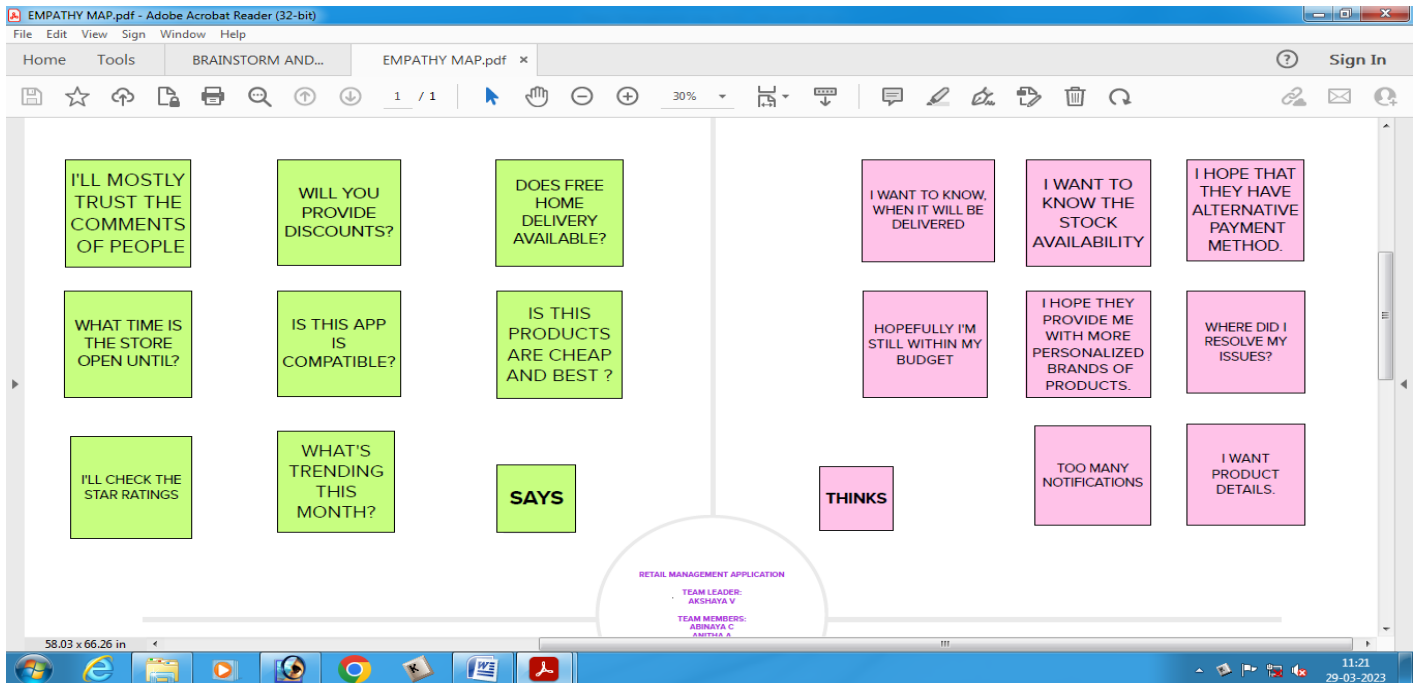 EMPATHY MAP.pdf - Adobe Acrobat Reader (32-bit)
File Edit View Sign Window Help
Home Tools BRAINSTORM AND... EMPATHY MAP.pdf × ? Sign In
1 / 1 30%
I'LL MOSTLY
TRUST THE
COMMENTS
OF PEOPLE
WILL YOU
PROVIDE
DISCOUNTS?
DOES FREE
HOME
DELIVERY
AVAILABLE?
I WANT TO KNOW,
WHEN IT WILL BE
DELIVERED
I WANT TO
KNOW THE
STOCK
AVAILABILITY
I HOPE THAT
THEY HAVE
ALTERNATIVE
PAYMENT
METHOD.
WHAT TIME IS
THE STORE
OPEN UNTIL?
IS THIS APP
IS
COMPATIBLE?
IS THIS
PRODUCTS
ARE CHEAP
AND BEST ?
HOPEFULLY I'M
STILL WITHIN MY
BUDGET
I HOPE THEY
PROVIDE ME
WITH MORE
PERSONALIZED
BRANDS OF
PRODUCTS.
WHERE DID I
RESOLVE MY
ISSUES?
I'LL CHECK THE
STAR RATINGS
WHAT'S
TRENDING
THIS
MONTH?
SAYS
THINKS
TOO MANY
NOTIFICATIONS
I WANT
PRODUCT
DETAILS.
RETAIL MANAGEMENT APPLICATION
TEAM LEADER:
AKSHAYA V
TEAM MEMBERS:
ABINAYA C
ANITHA A
58.03 x 66.26 in
11:21
29-03-2023